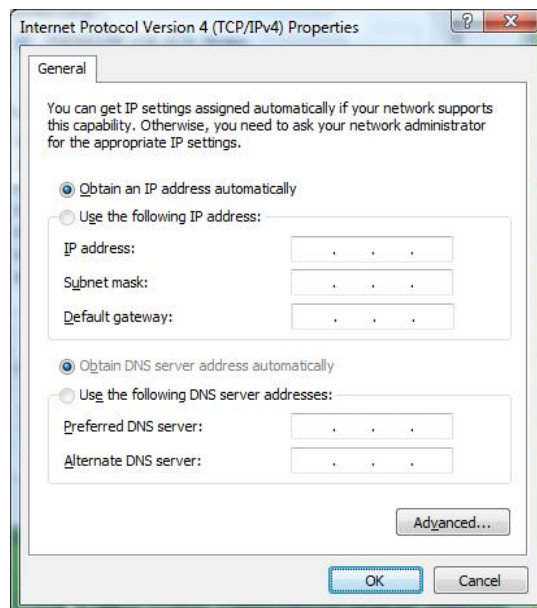 Internet Protocol Version 4 (TCP/IPv4) Properties
?
X
General
You can get IP settings assigned automatically if your network supports
this capability. Otherwise, you need to ask your network administrator
for the appropriate IP settings.
Obtain an IP address automatically
Use the following IP address:
IP address: . . .
Subnet mask: . . .
Default gateway: . . .
Obtain DNS server address automatically
Use the following DNS server addresses:
Preferred DNS server: . . .
Alternate DNS server: . . .
Advanced...
OK Cancel